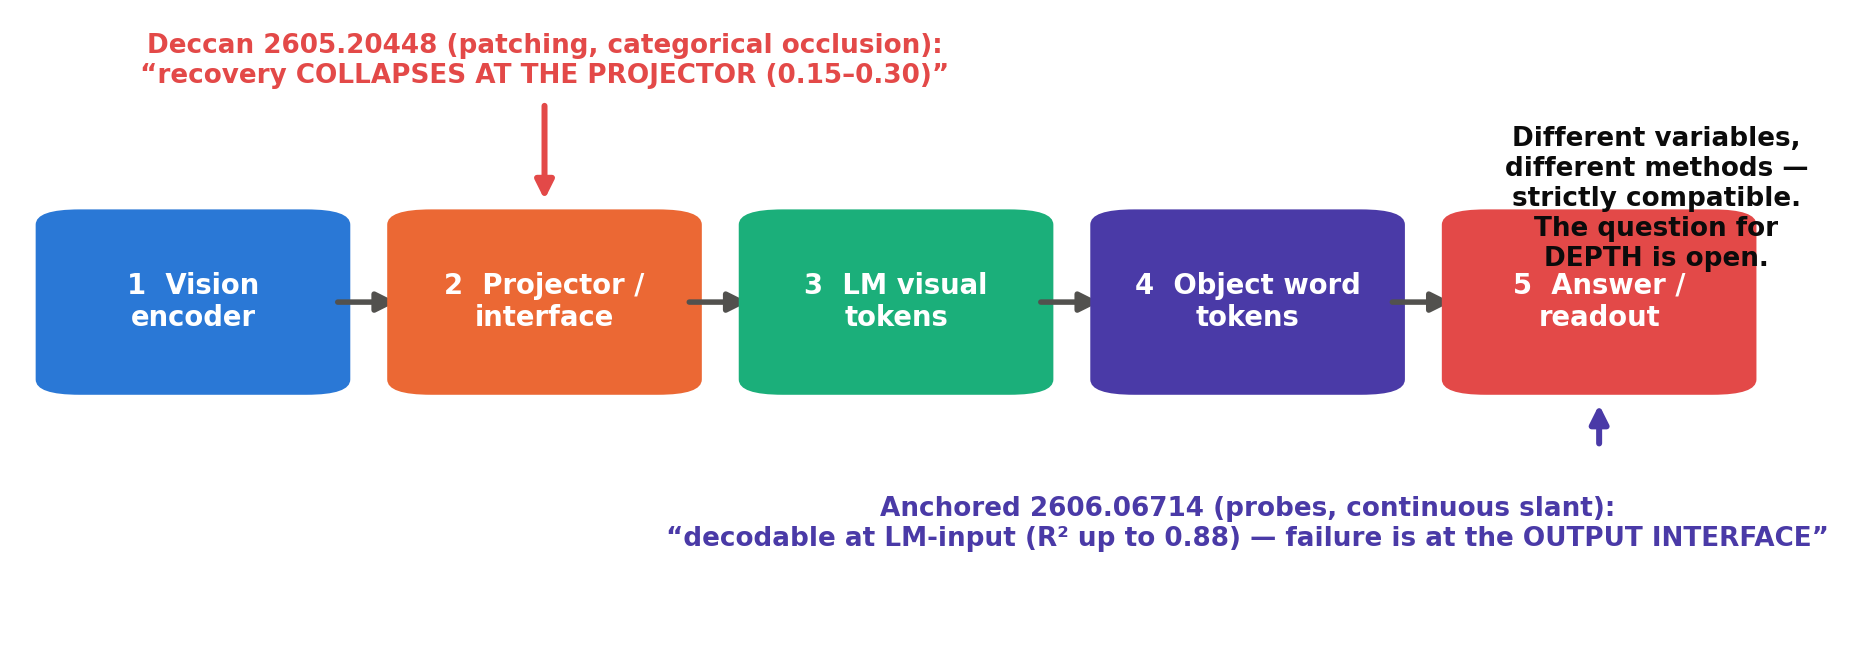 Deccan 2605.20448 (patching, categorical occlusion):
“recovery COLLAPSES AT THE PROJECTOR (0.15–0.30)”
Different variables,
different methods —
strictly compatible.
The question for
DEPTH is open.
1 Vision
encoder
2 Projector /
interface
3 LM visual
tokens
4 Object word
tokens
5 Answer /
readout
Anchored 2606.06714 (probes, continuous slant):
“decodable at LM-input (R² up to 0.88) — failure is at the OUTPUT INTERFACE”